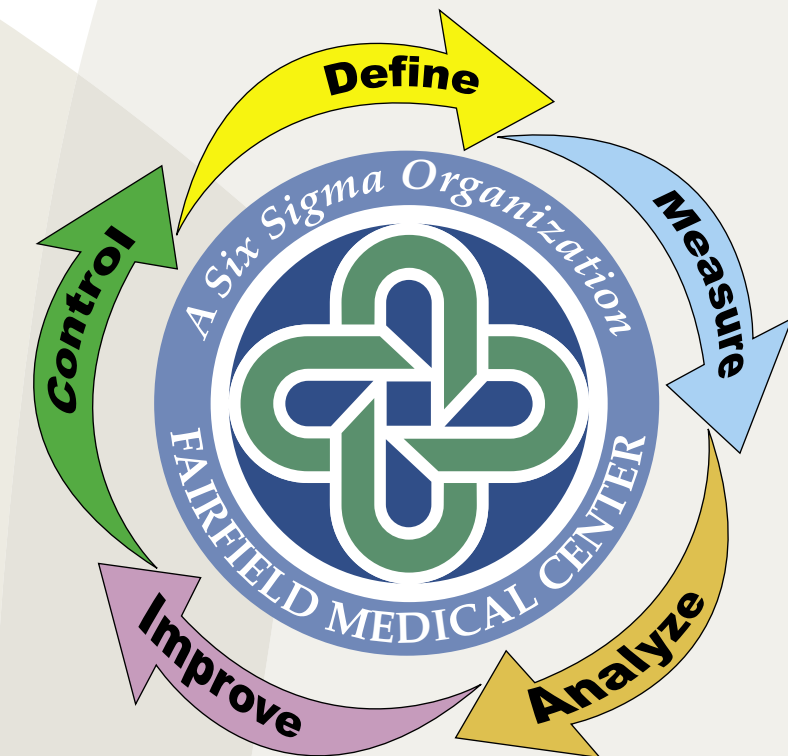 Define
Measure
Analyze
Improve
Control
A Six Sigma Organization
FAIRFIELD MEDICAL CENTER